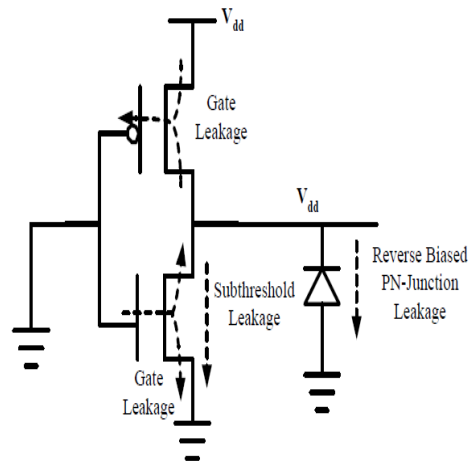 Vdd
Gate
Leakage
Vdd
Reverse Biased
PN-Junction
Leakage
Subthreshold
Leakage
Gate
Leakage